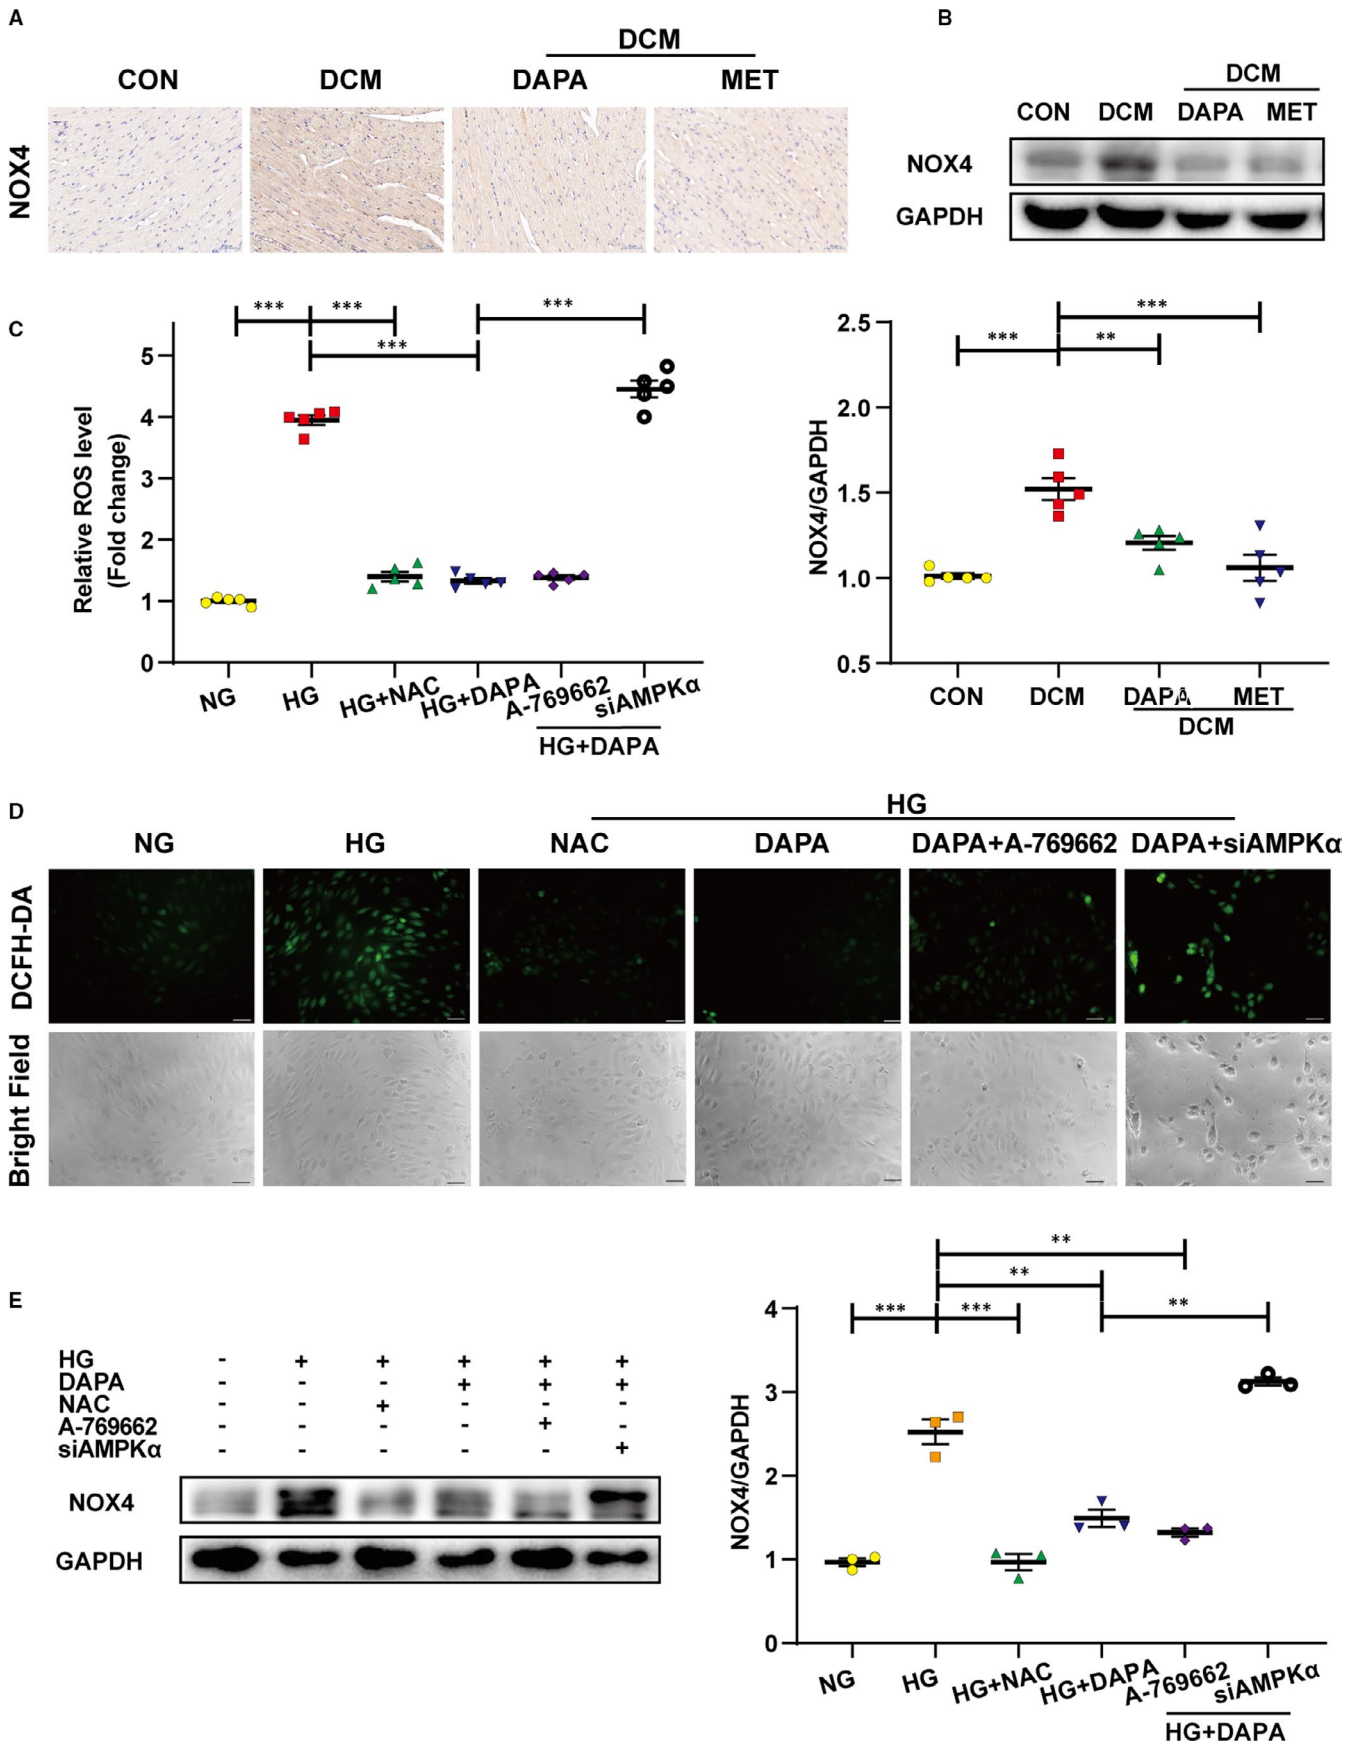 A
DCM
CON DCM DAPA MET
NOX4
B
DCM
CON DCM DAPA MET
NOX4
GAPDH
C
*** *** ***
***
Relative ROS level
(Fold change)
5
4
3
2
1
0
NG HG HG+NAC HG+DAPA A-769662 siAMPKα
HG+DAPA
***
*** **
NOX4/GAPDH
2.5
2.0
1.5
1.0
0.5
CON DCM DAPA MET
DCM
D
HG
NG HG NAC DAPA DAPA+A-769662 DAPA+siAMPKα
DCFH-DA
Bright Field
E
HG - + + + + +
DAPA - - - + + +
NAC - - + - - -
A-769662 - - - - + -
siAMPKα - - - - - +
NOX4
GAPDH
**
**
*** *** **
NOX4/GAPDH
4
3
2
1
0
NG HG HG+NAC HG+DAPA A-769662 siAMPKα
HG+DAPA